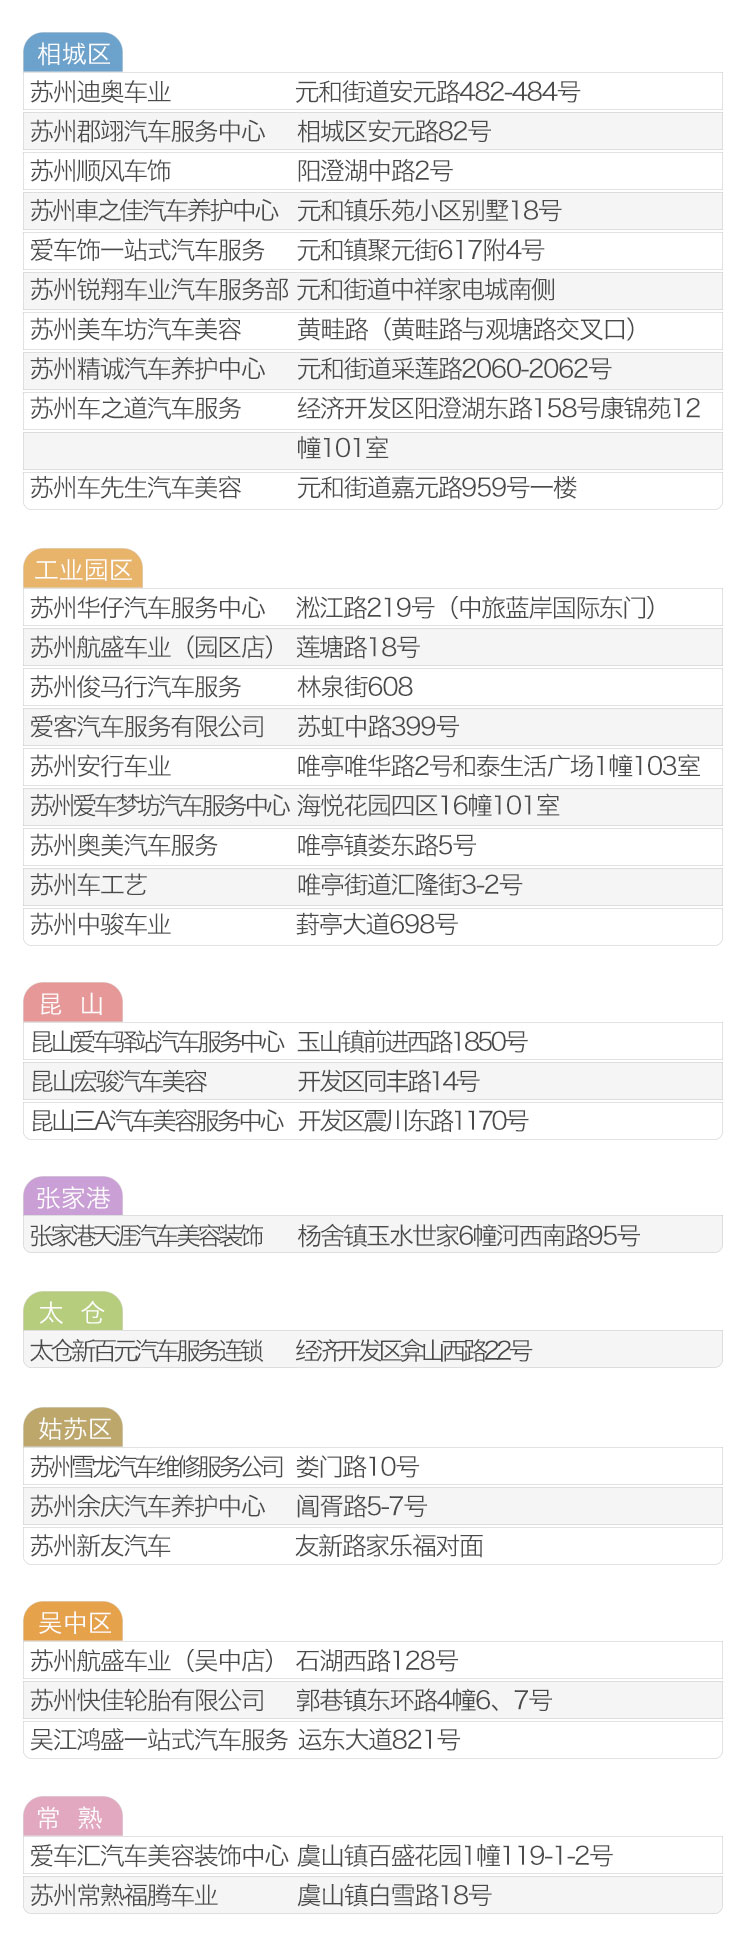 相城区
苏州迪奥车业 元和街道安元路482-484号
苏州郡翊汽车服务中心 相城区安元路82号
苏州顺风车饰 阳澄湖中路2号
苏州車之佳汽车养护中心 元和镇乐苑小区别墅18号
爱车饰一站式汽车服务 元和镇聚元街617附4号
苏州锐翔车业汽车服务部 元和街道中祥家电城南侧
苏州美车坊汽车美容 黄畦路（黄畦路与观塘路交叉口）
苏州精诚汽车养护中心 元和街道采莲路2060-2062号
苏州车之道汽车服务 经济开发区阳澄湖东路158号康锦苑12
幢101室
苏州车先生汽车美容 元和街道嘉元路959号一楼
工业园区
苏州华仔汽车服务中心 淞江路219号（中旅蓝岸国际东门）
苏州航盛车业（园区店） 莲塘路18号
苏州俊马行汽车服务 林泉街608
爱客汽车服务有限公司 苏虹中路399号
苏州安行车业 唯亭唯华路2号和泰生活广场1幢103室
苏州爱车梦坊汽车服务中心 海悦花园四区16幢101室
苏州奥美汽车服务 唯亭镇娄东路5号
苏州车工艺 唯亭街道汇隆街3-2号
苏州中骏车业 葑亭大道698号
昆 山
昆山爱车驿站汽车服务中心 玉山镇前进西路1850号
昆山宏骏汽车美容 开发区同丰路14号
昆山三A汽车美容服务中心 开发区震川东路1170号
张家港
张家港天涯汽车美容装饰 杨舍镇玉水世家6幢河西南路95号
太 仓
太仓新百元汽车服务连锁 经济开发区弇山西路22号
姑苏区
苏州雪龙汽车维修服务公司 娄门路10号
苏州余庆汽车养护中心 阊胥路5-7号
苏州新友汽车 友新路家乐福对面
吴中区
苏州航盛车业（吴中店） 石湖西路128号
苏州快佳轮胎有限公司 郭巷镇东环路4幢6、7号
吴江鸿盛一站式汽车服务 运东大道821号
常 熟
爱车汇汽车美容装饰中心 虞山镇百盛花园1幢119-1-2号
苏州常熟福腾车业 虞山镇白雪路18号